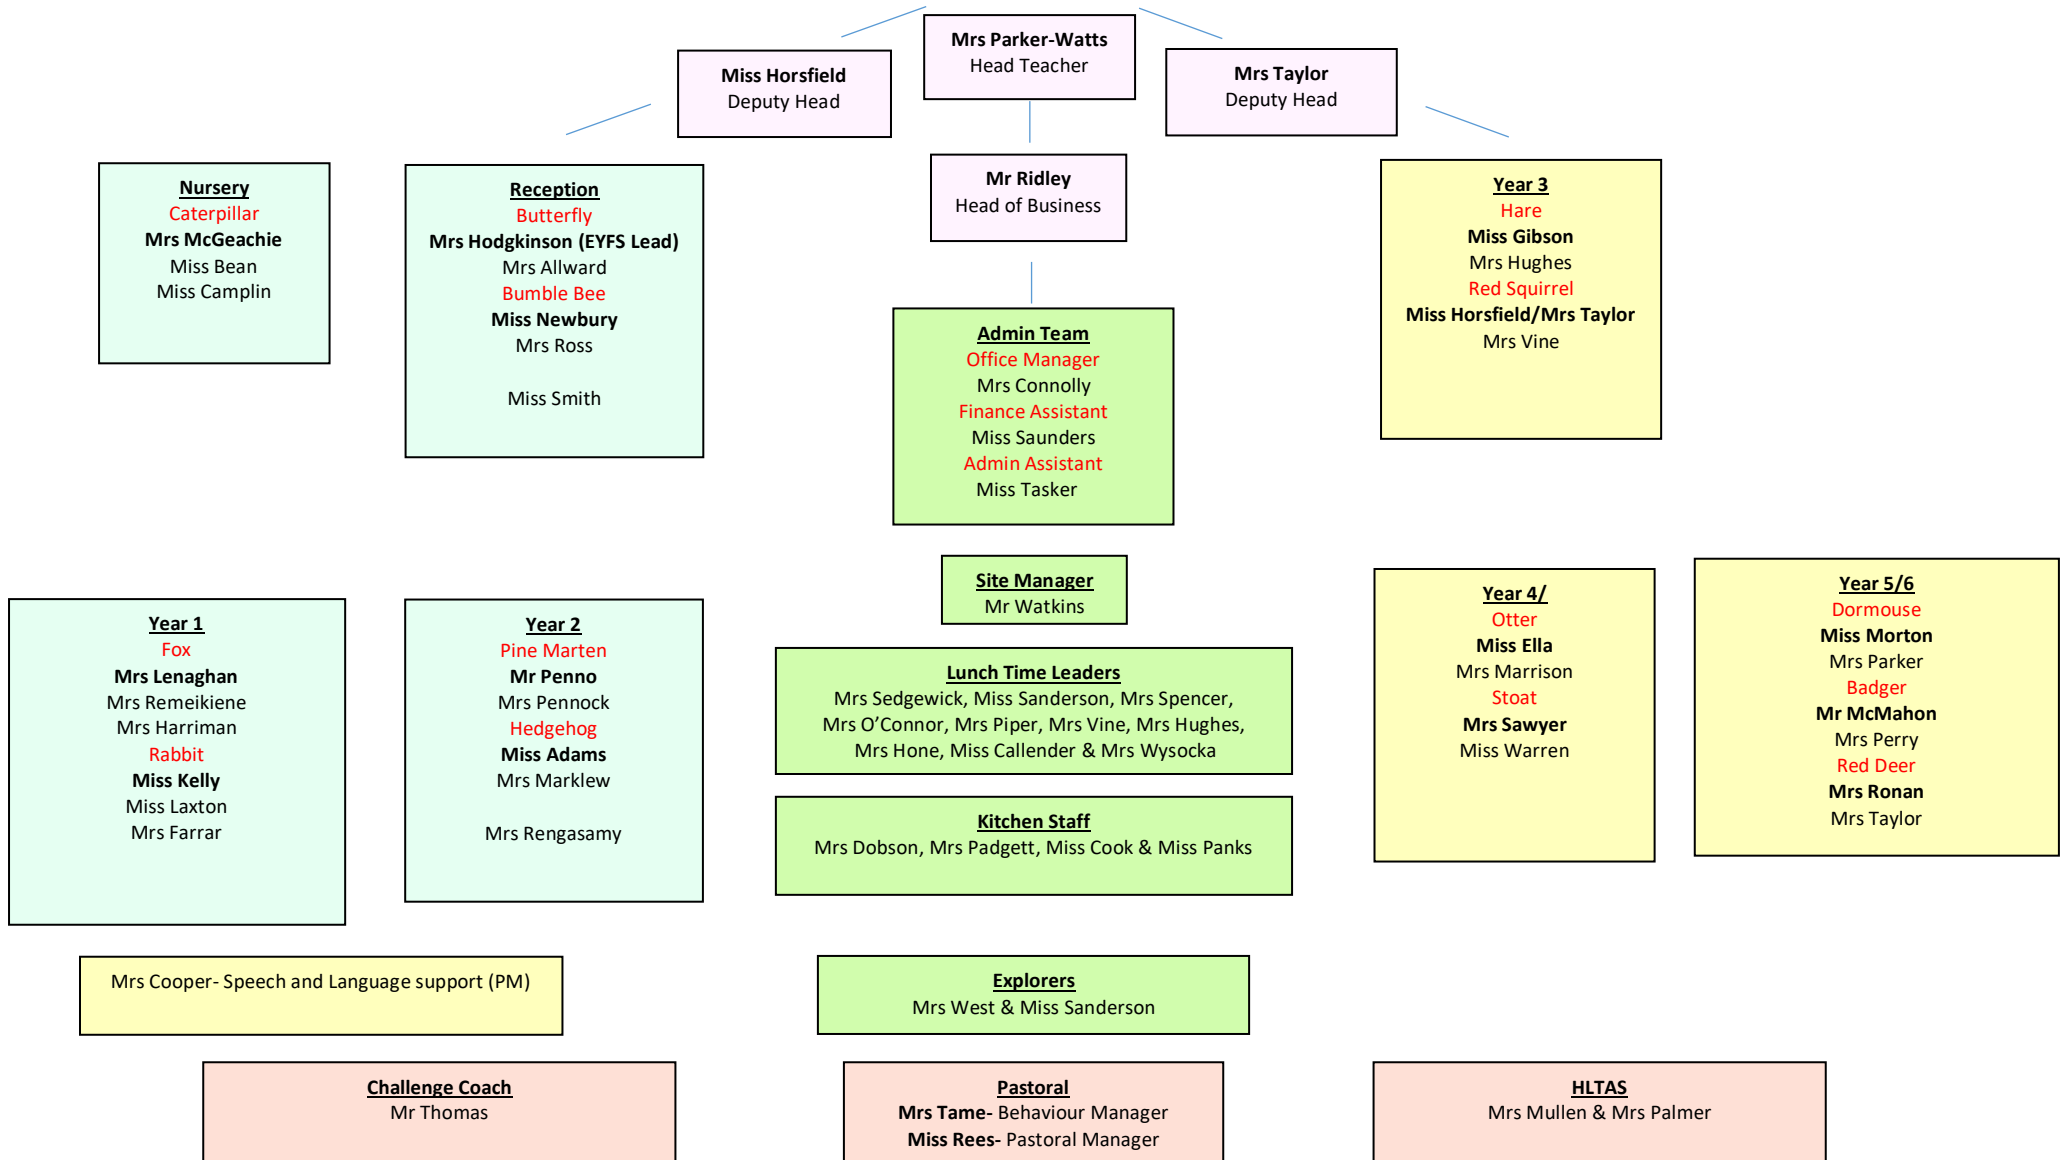 Mrs Parker-Watts
Head Teacher
Miss Horsfield
Deputy Head
Mrs Taylor
Deputy Head
Mr Ridley
Head of Business
Nursery
Caterpillar
Mrs McGeachie
Miss Bean
Miss Camplin
Reception
Butterfly
Mrs Hodgkinson (EYFS Lead)
Mrs Allward
Bumble Bee
Miss Newbury
Mrs Ross
Miss Smith
Admin Team
Office Manager
Mrs Connolly
Finance Assistant
Miss Saunders
Admin Assistant
Miss Tasker
Year 3
Hare
Miss Gibson
Mrs Hughes
Red Squirrel
Miss Horsfield/Mrs Taylor
Mrs Vine
Year 1
Fox
Mrs Lenaghan
Mrs Remeikiene
Mrs Harriman
Rabbit
Miss Kelly
Miss Laxton
Mrs Farrar
Year 2
Pine Marten
Mr Penno
Mrs Pennock
Hedgehog
Miss Adams
Mrs Marklew
Mrs Rengasamy
Site Manager
Mr Watkins
Lunch Time Leaders
Mrs Sedgewick, Miss Sanderson, Mrs Spencer,
Mrs O’Connor, Mrs Piper, Mrs Vine, Mrs Hughes,
Mrs Hone, Miss Callender & Mrs Wysocka
Kitchen Staff
Mrs Dobson, Mrs Padgett, Miss Cook & Miss Panks
Year 4/
Otter
Miss Ella
Mrs Marrison
Stoat
Mrs Sawyer
Miss Warren
Year 5/6
Dormouse
Miss Morton
Mrs Parker
Badger
Mr McMahon
Mrs Perry
Red Deer
Mrs Ronan
Mrs Taylor
Mrs Cooper- Speech and Language support (PM)
Explorers
Mrs West & Miss Sanderson
Challenge Coach
Mr Thomas
Pastoral
Mrs Tame- Behaviour Manager
Miss Rees- Pastoral Manager
HLTAS
Mrs Mullen & Mrs Palmer